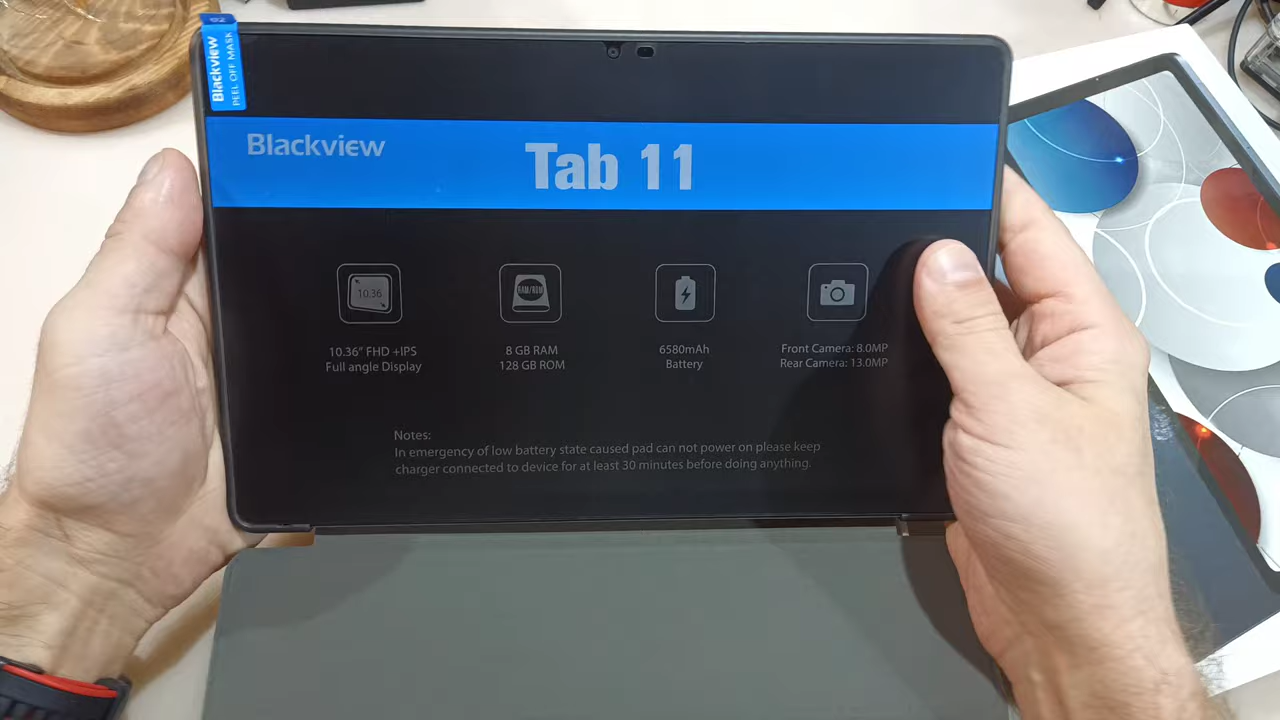 02
Blackview
PEEL OFF MASK
Blackview
Tab 11
10.36
RAM/ROM
10.36" FHD +IPS
Full angle Display
8 GB RAM
128 GB ROM
6580mAh
Battery
Front Camera: 8.0MP
Rear Camera: 13.0MP
Notes:
In emergency of low battery state caused pad can not power on please keep
charger connected to device for at least 30 minutes before doing anything.